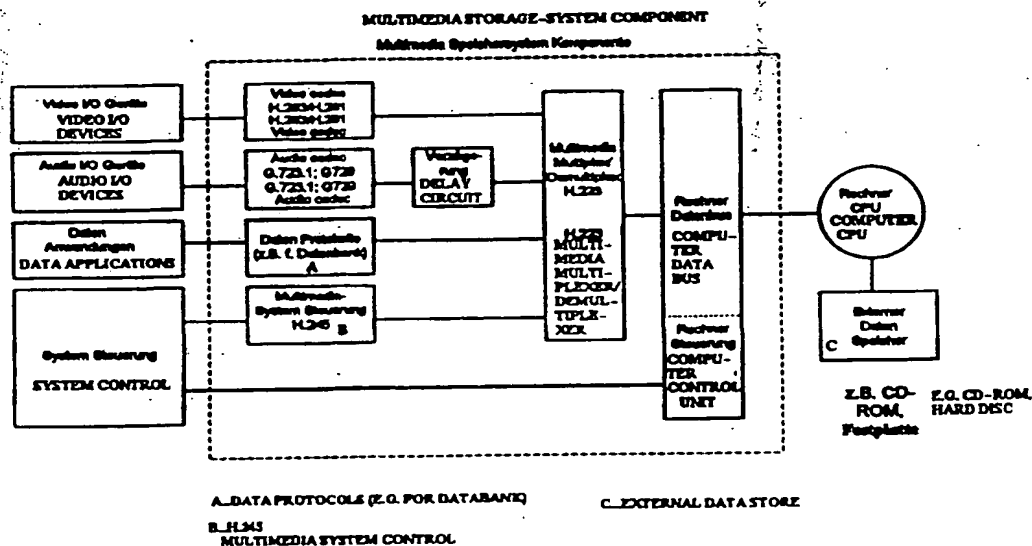 MULTIMEDIA STORAGE-SYSTEM COMPONENT
Multimedia Speichersystem Komponente
Video I/O Geräte
VIDEO I/O
DEVICES
Video codec
H.263/H.261
H.263/H.261
Video codec
Audio I/O Geräte
AUDIO I/O
DEVICES
Audio codec
G.723.1; G729
G.723.1; G729
Audio codec
Verzöge-
rung
DELAY
CIRCUIT
Daten
Anwendungen
DATA APPLICATIONS
Daten Protokolle
(z.B. f. Datenbank)
A
Multimedia-
System Steuerung
H.245 B
System Steuerung
SYSTEM CONTROL
Multimedia
Multiplex/
Demultiplex
H.223
H.223
MULTI-
MEDIA
MULTI-
PLEXER/
DEMUL-
TIPLE-
XER
Rechner
Datenbus
COMPU-
TER
DATA
BUS
Rechner
Steuerung
COMPU-
TER
CONTROL
UNIT
Rechner
CPU
COMPUTER
CPU
Externer
Daten
Speicher
C
z.B. CD-
ROM,
Festplatte
E.G. CD-ROM,
HARD DISC
A...DATA PROTOCOLS (E.G. FOR DATABANK)
B...H.245
MULTIMEDIA SYSTEM CONTROL
C...EXTERNAL DATA STORE